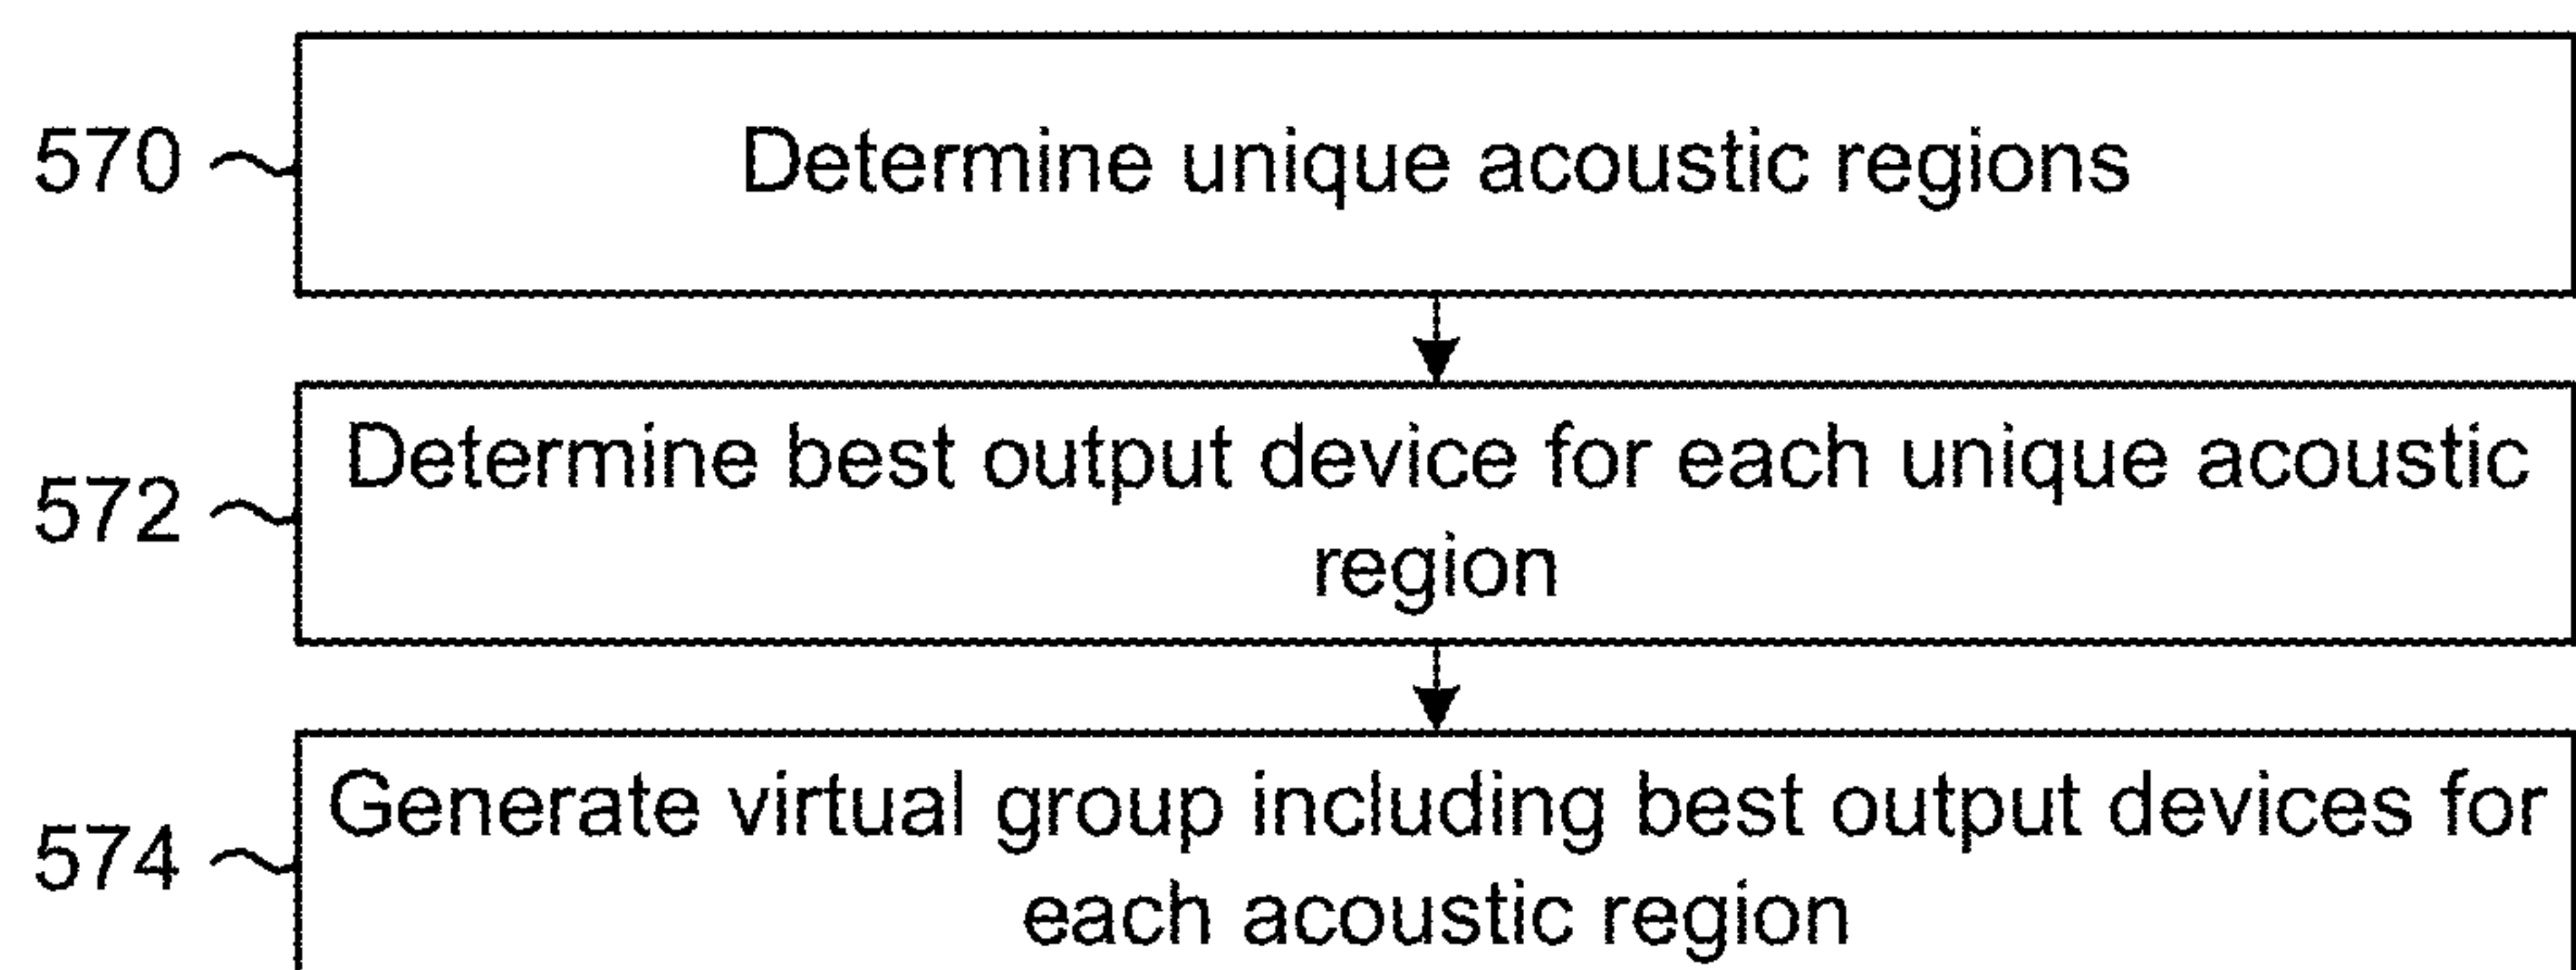 570
Determine unique acoustic regions
572
Determine best output device for each unique acoustic
region
574
Generate virtual group including best output devices for
each acoustic region